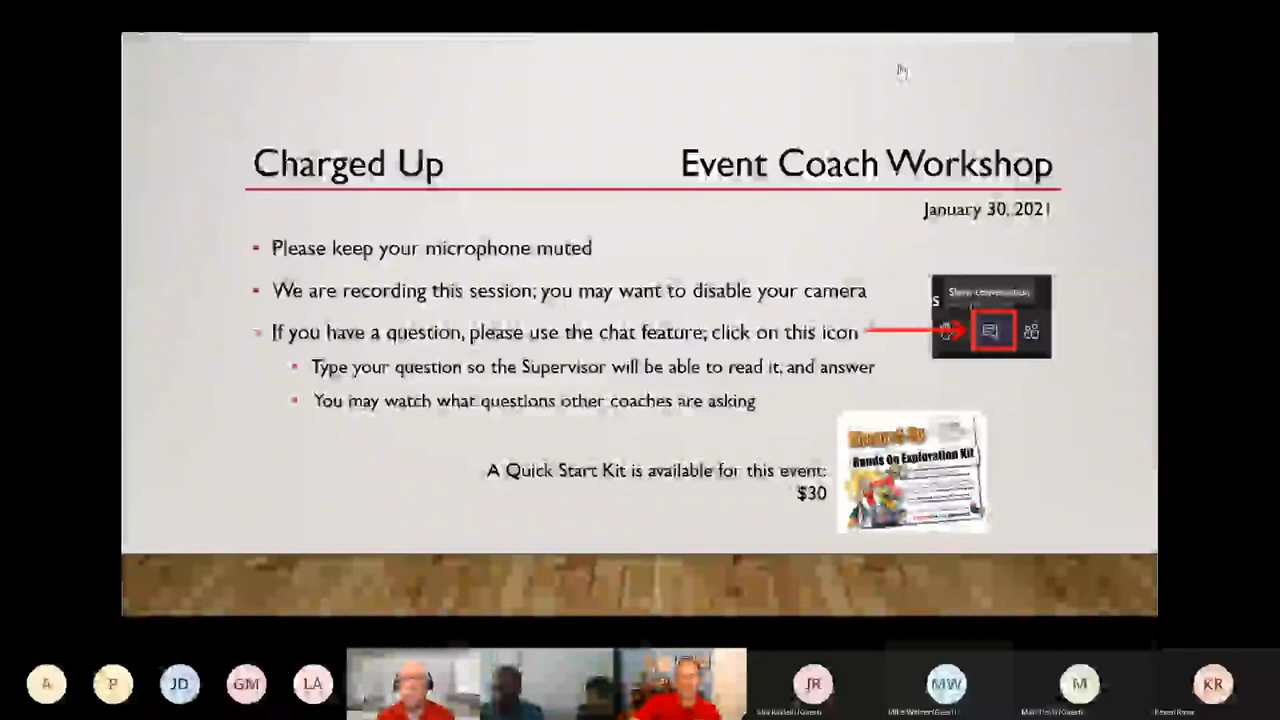 Charged Up Event Coach Workshop
January 30, 2021
Please keep your microphone muted
We are recording this session; you may want to disable your camera
Show conversation
S
If you have a question, please use the chat feature; click on this icon
Type your question so the Supervisor will be able to read it, and answer
You may watch what questions other coaches are asking
Charged Up
Hands On Exploration Kit
A Quick Start Kit is available for this event:
$30
A P JD GM LA JR MW M KR